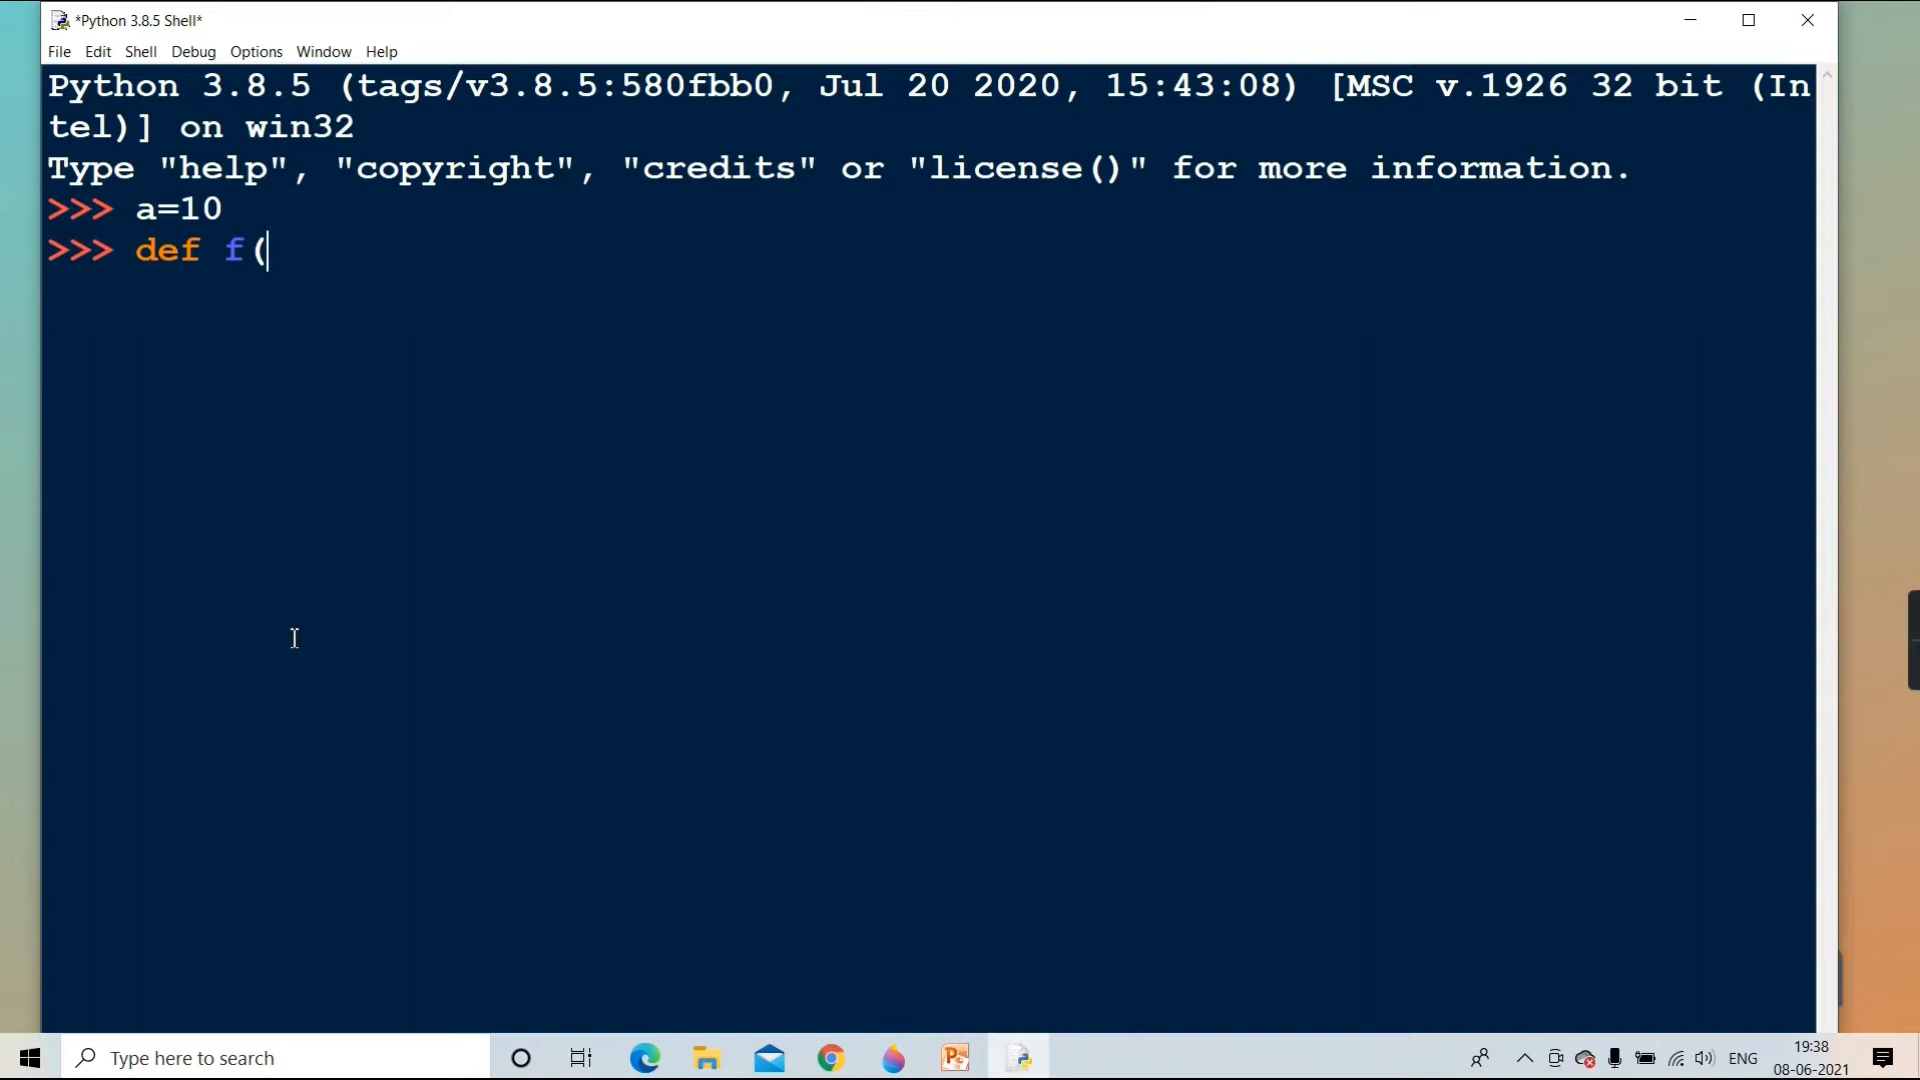 *Python 3.8.5 Shell*
File Edit Shell Debug Options Window Help
Python 3.8.5 (tags/v3.8.5:580fbb0, Jul 20 2020, 15:43:08) [MSC v.1926 32 bit (In
tel)] on win32
Type "help", "copyright", "credits" or "license()" for more information.
>>> a=10
>>> def f(
Type here to search
ENG
19:38
08-06-2021